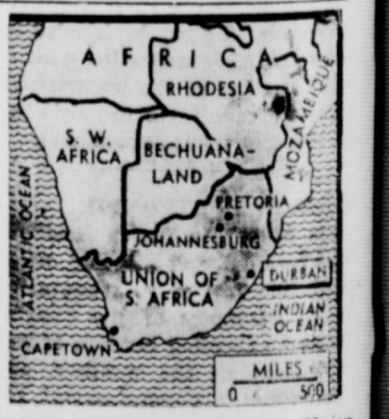 AFRICA
RHODESIA
MOZAMBIQUE
S. W.
AFRICA
BECHUANA-
LAND
PRETORIA
ATLANTIC OCEAN
JOHANNESBURG
UNION OF
S. AFRICA
DURBAN
INDIAN
OCEAN
CAPETOWN
MILES
0 500